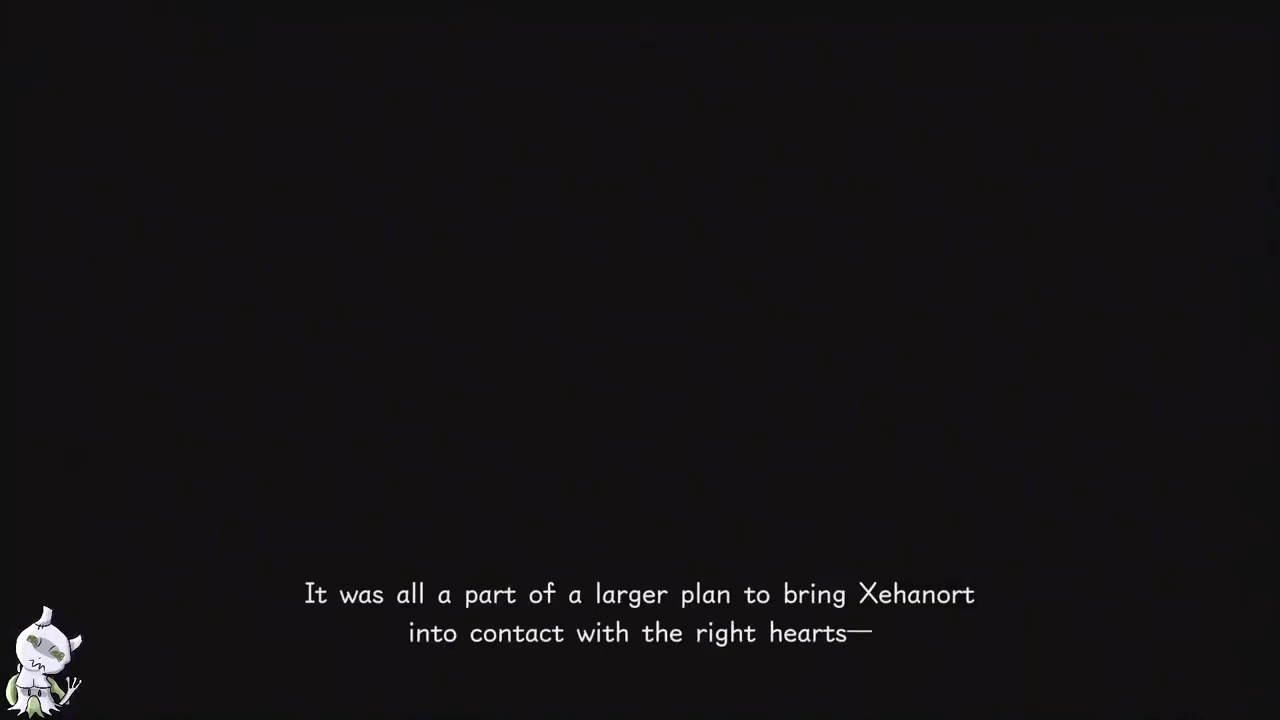 It was all a part of a larger plan to bring Xehanort
into contact with the right hearts—